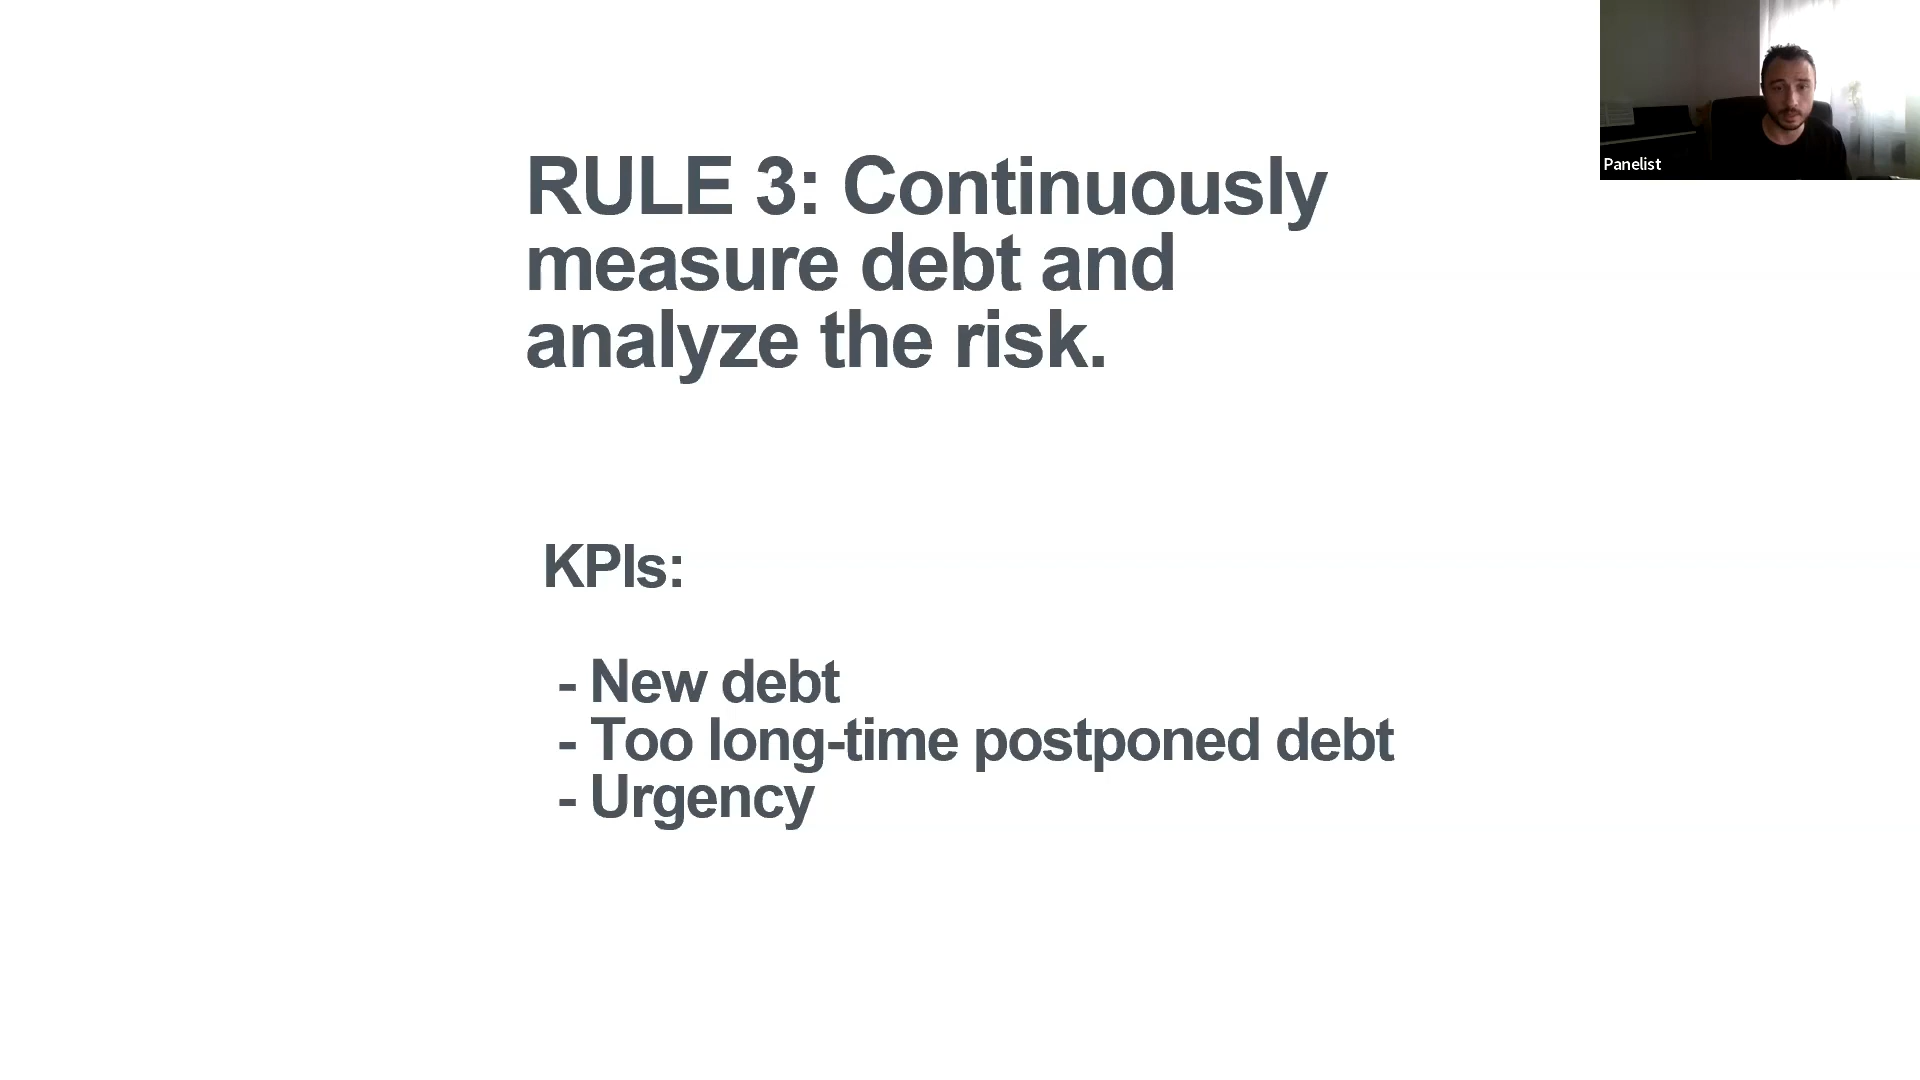 RULE 3: Continuously
measure debt and
analyze the risk.
KPIs:
- New debt
- Too long-time postponed debt
- Urgency
Panelist